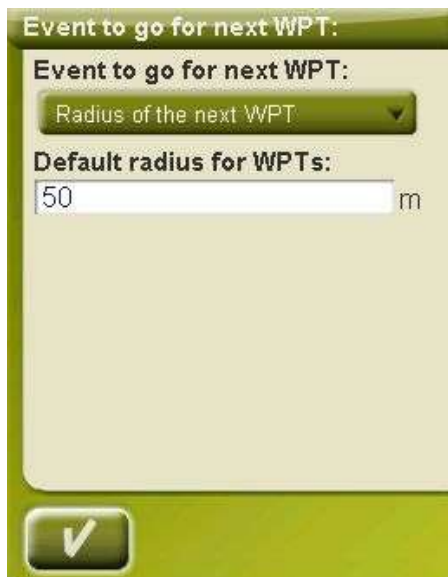 Event to go for next WPT:
Event to go for next WPT:
Radius of the next WPT
Default radius for WPTs:
50 m